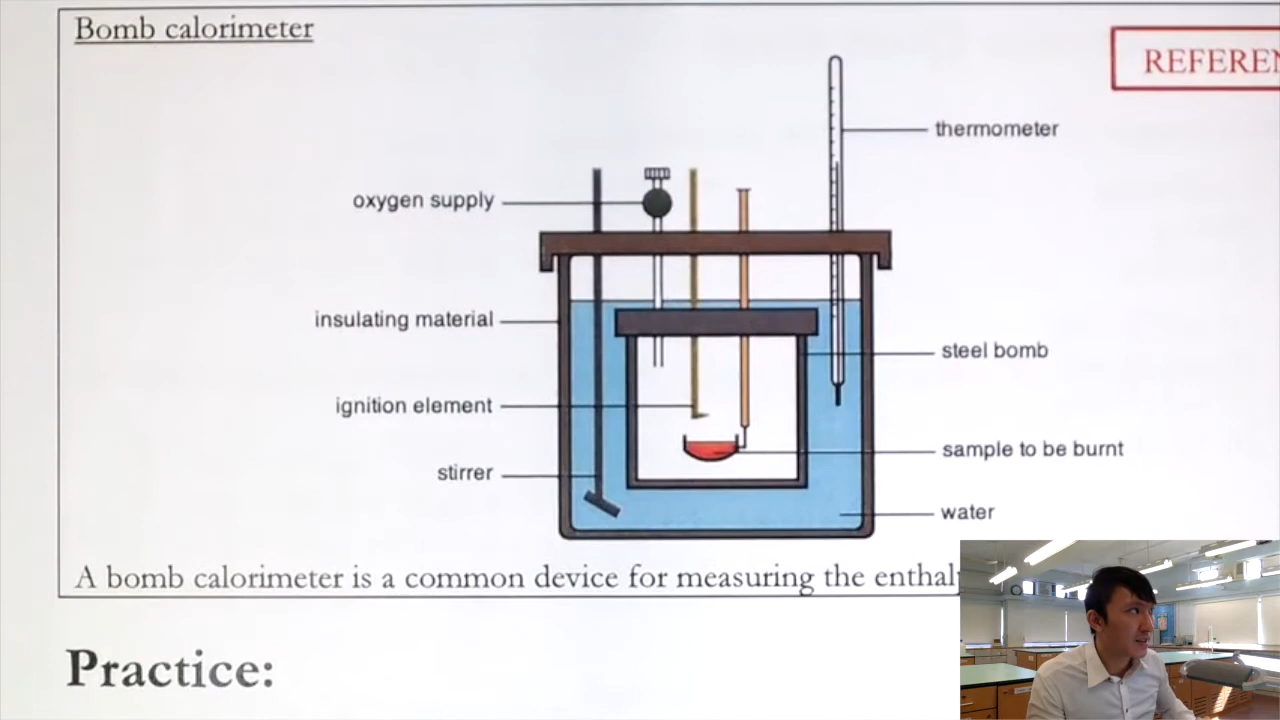 Bomb calorimeter
REFEREN
thermometer
oxygen supply
insulating material
steel bomb
ignition element
sample to be burnt
stirrer
water
A bomb calorimeter is a common device for measuring the enthal
Practice: